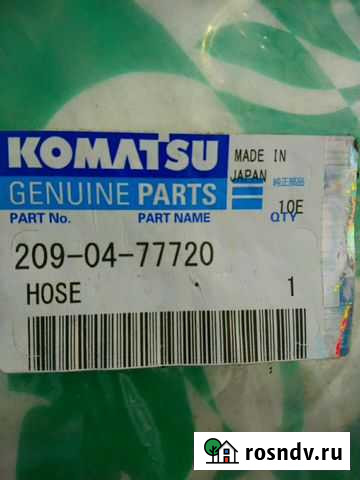 KOMATSU
GENUINE PARTS
MADE IN
JAPAN 純正部品
PART No. PART NAME QTY
10E
209-04-77720
HOSE 1
rosndv.ru